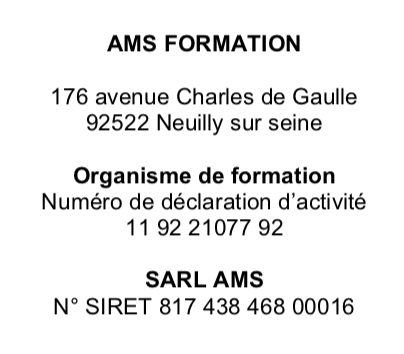 AMS FORMATION
176 avenue Charles de Gaulle
92522 Neuilly sur seine
Organisme de formation
Numéro de déclaration d'activité
11 92 21077 92
SARL AMS
N° SIRET 817 438 468 00016